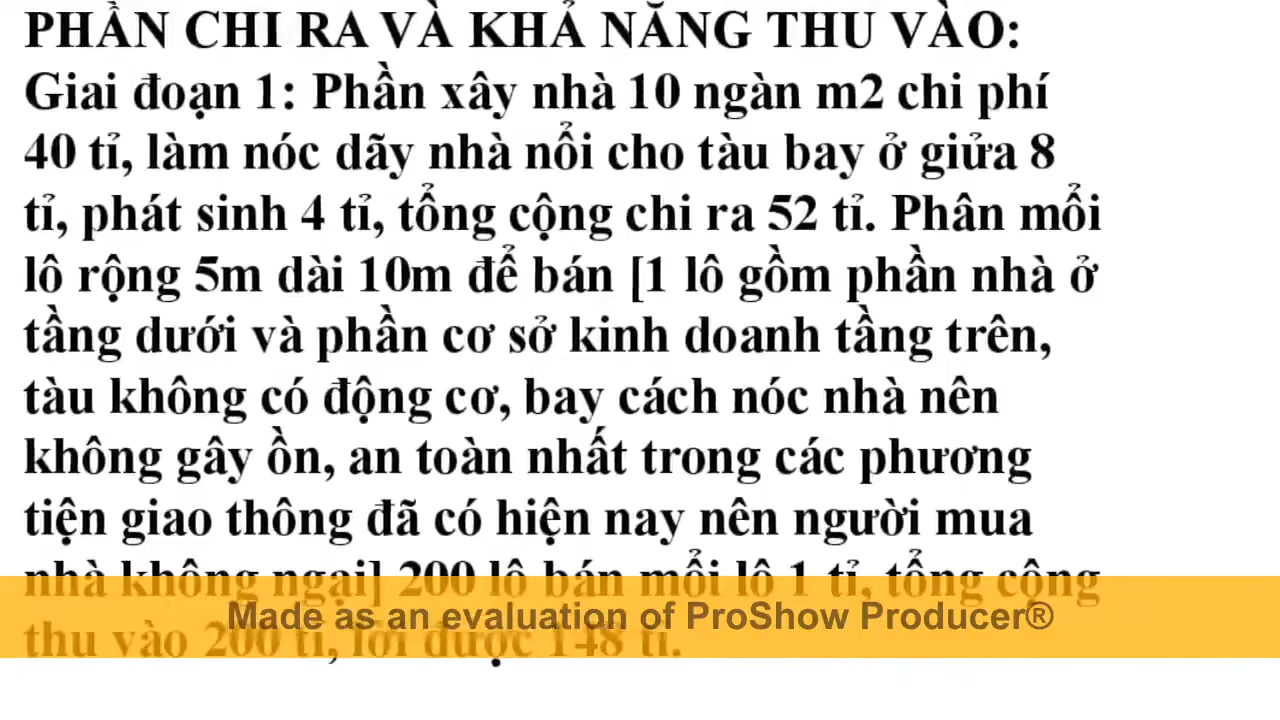 PHẦN CHI RA VÀ KHẢ NĂNG THU VÀO:
Giai đoạn 1: Phần xây nhà 10 ngàn m2 chi phí
40 tỉ, làm nóc dãy nhà nổi cho tàu bay ở giửa 8
tỉ, phát sinh 4 tỉ, tổng cộng chi ra 52 tỉ. Phân mổi
lô rộng 5m dài 10m để bán [1 lô gồm phần nhà ở
tầng dưới và phần cơ sở kinh doanh tầng trên,
tàu không có động cơ, bay cách nóc nhà nên
không gây ồn, an toàn nhất trong các phương
tiện giao thông đã có hiện nay nên người mua
nhà không ngại] 200 lô bán mổi lô 1 tỉ, tổng cộng
Made as an evaluation of ProShow Producer®
thu vào 200 tỉ, lời được 148 tỉ.